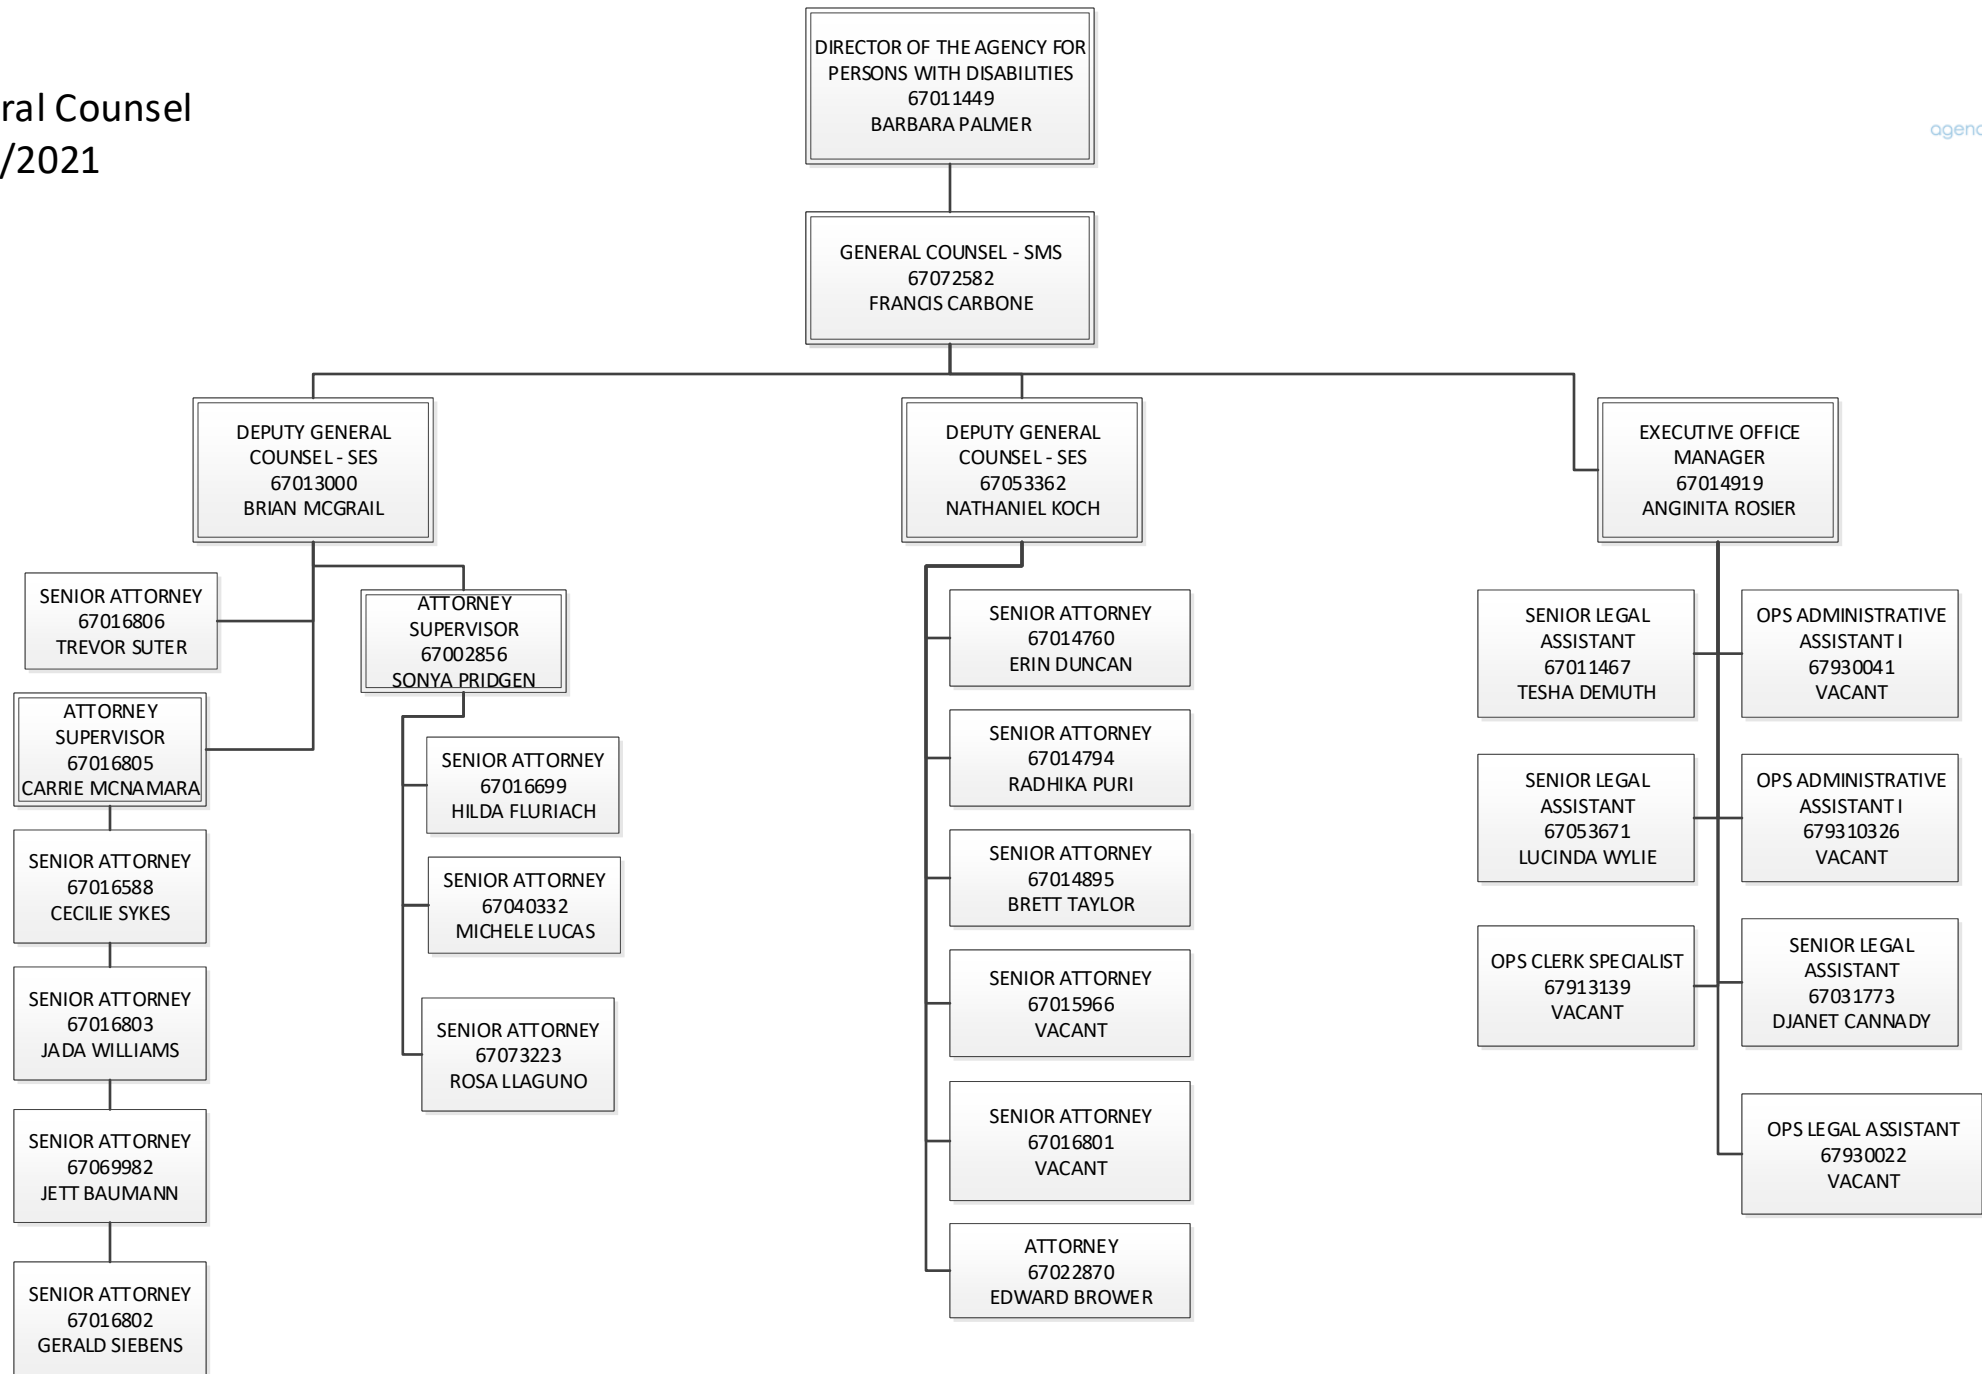 ral Counsel
/2021
agenc
DIRECTOR OF THE AGENCY FOR
PERSONS WITH DISABILITIES
67011449
BARBARA PALMER
GENERAL COUNSEL - SMS
67072582
FRANCIS CARBONE
DEPUTY GENERAL
COUNSEL - SES
67013000
BRIAN MCGRAIL
DEPUTY GENERAL
COUNSEL - SES
67053362
NATHANIEL KOCH
EXECUTIVE OFFICE
MANAGER
67014919
ANGINITA ROSIER
SENIOR ATTORNEY
67016806
TREVOR SUTER
ATTORNEY
SUPERVISOR
67016805
CARRIE MCNAMARA
SENIOR ATTORNEY
67016588
CECILIE SYKES
SENIOR ATTORNEY
67016803
JADA WILLIAMS
SENIOR ATTORNEY
67069982
JETT BAUMANN
SENIOR ATTORNEY
67016802
GERALD SIEBENS
ATTORNEY
SUPERVISOR
67002856
SONYA PRIDGEN
SENIOR ATTORNEY
67016699
HILDA FLURIACH
SENIOR ATTORNEY
67040332
MICHELE LUCAS
SENIOR ATTORNEY
67073223
ROSA LLAGUNO
SENIOR ATTORNEY
67014760
ERIN DUNCAN
SENIOR ATTORNEY
67014794
RADHIKA PURI
SENIOR ATTORNEY
67014895
BRETT TAYLOR
SENIOR ATTORNEY
67015966
VACANT
SENIOR ATTORNEY
67016801
VACANT
ATTORNEY
67022870
EDWARD BROWER
SENIOR LEGAL
ASSISTANT
67011467
TESHA DEMUTH
OPS ADMINISTRATIVE
ASSISTANT I
67930041
VACANT
SENIOR LEGAL
ASSISTANT
67053671
LUCINDA WYLIE
OPS ADMINISTRATIVE
ASSISTANT I
679310326
VACANT
OPS CLERK SPECIALIST
67913139
VACANT
SENIOR LEGAL
ASSISTANT
67031773
DJANET CANNADY
OPS LEGAL ASSISTANT
67930022
VACANT